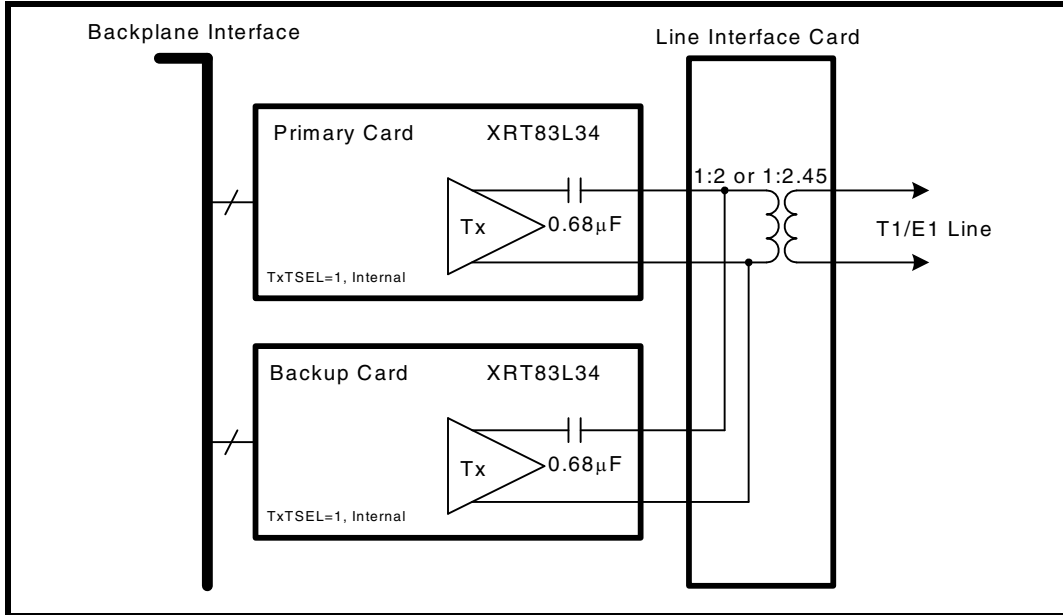 Backplane Interface
Line Interface Card
Primary Card XRT83L34
1:2 or 1:2.45
Tx
0.68μF
T1/E1 Line
TxTSEL=1, Internal
Backup Card XRT83L34
Tx
0.68μF
TxTSEL=1, Internal